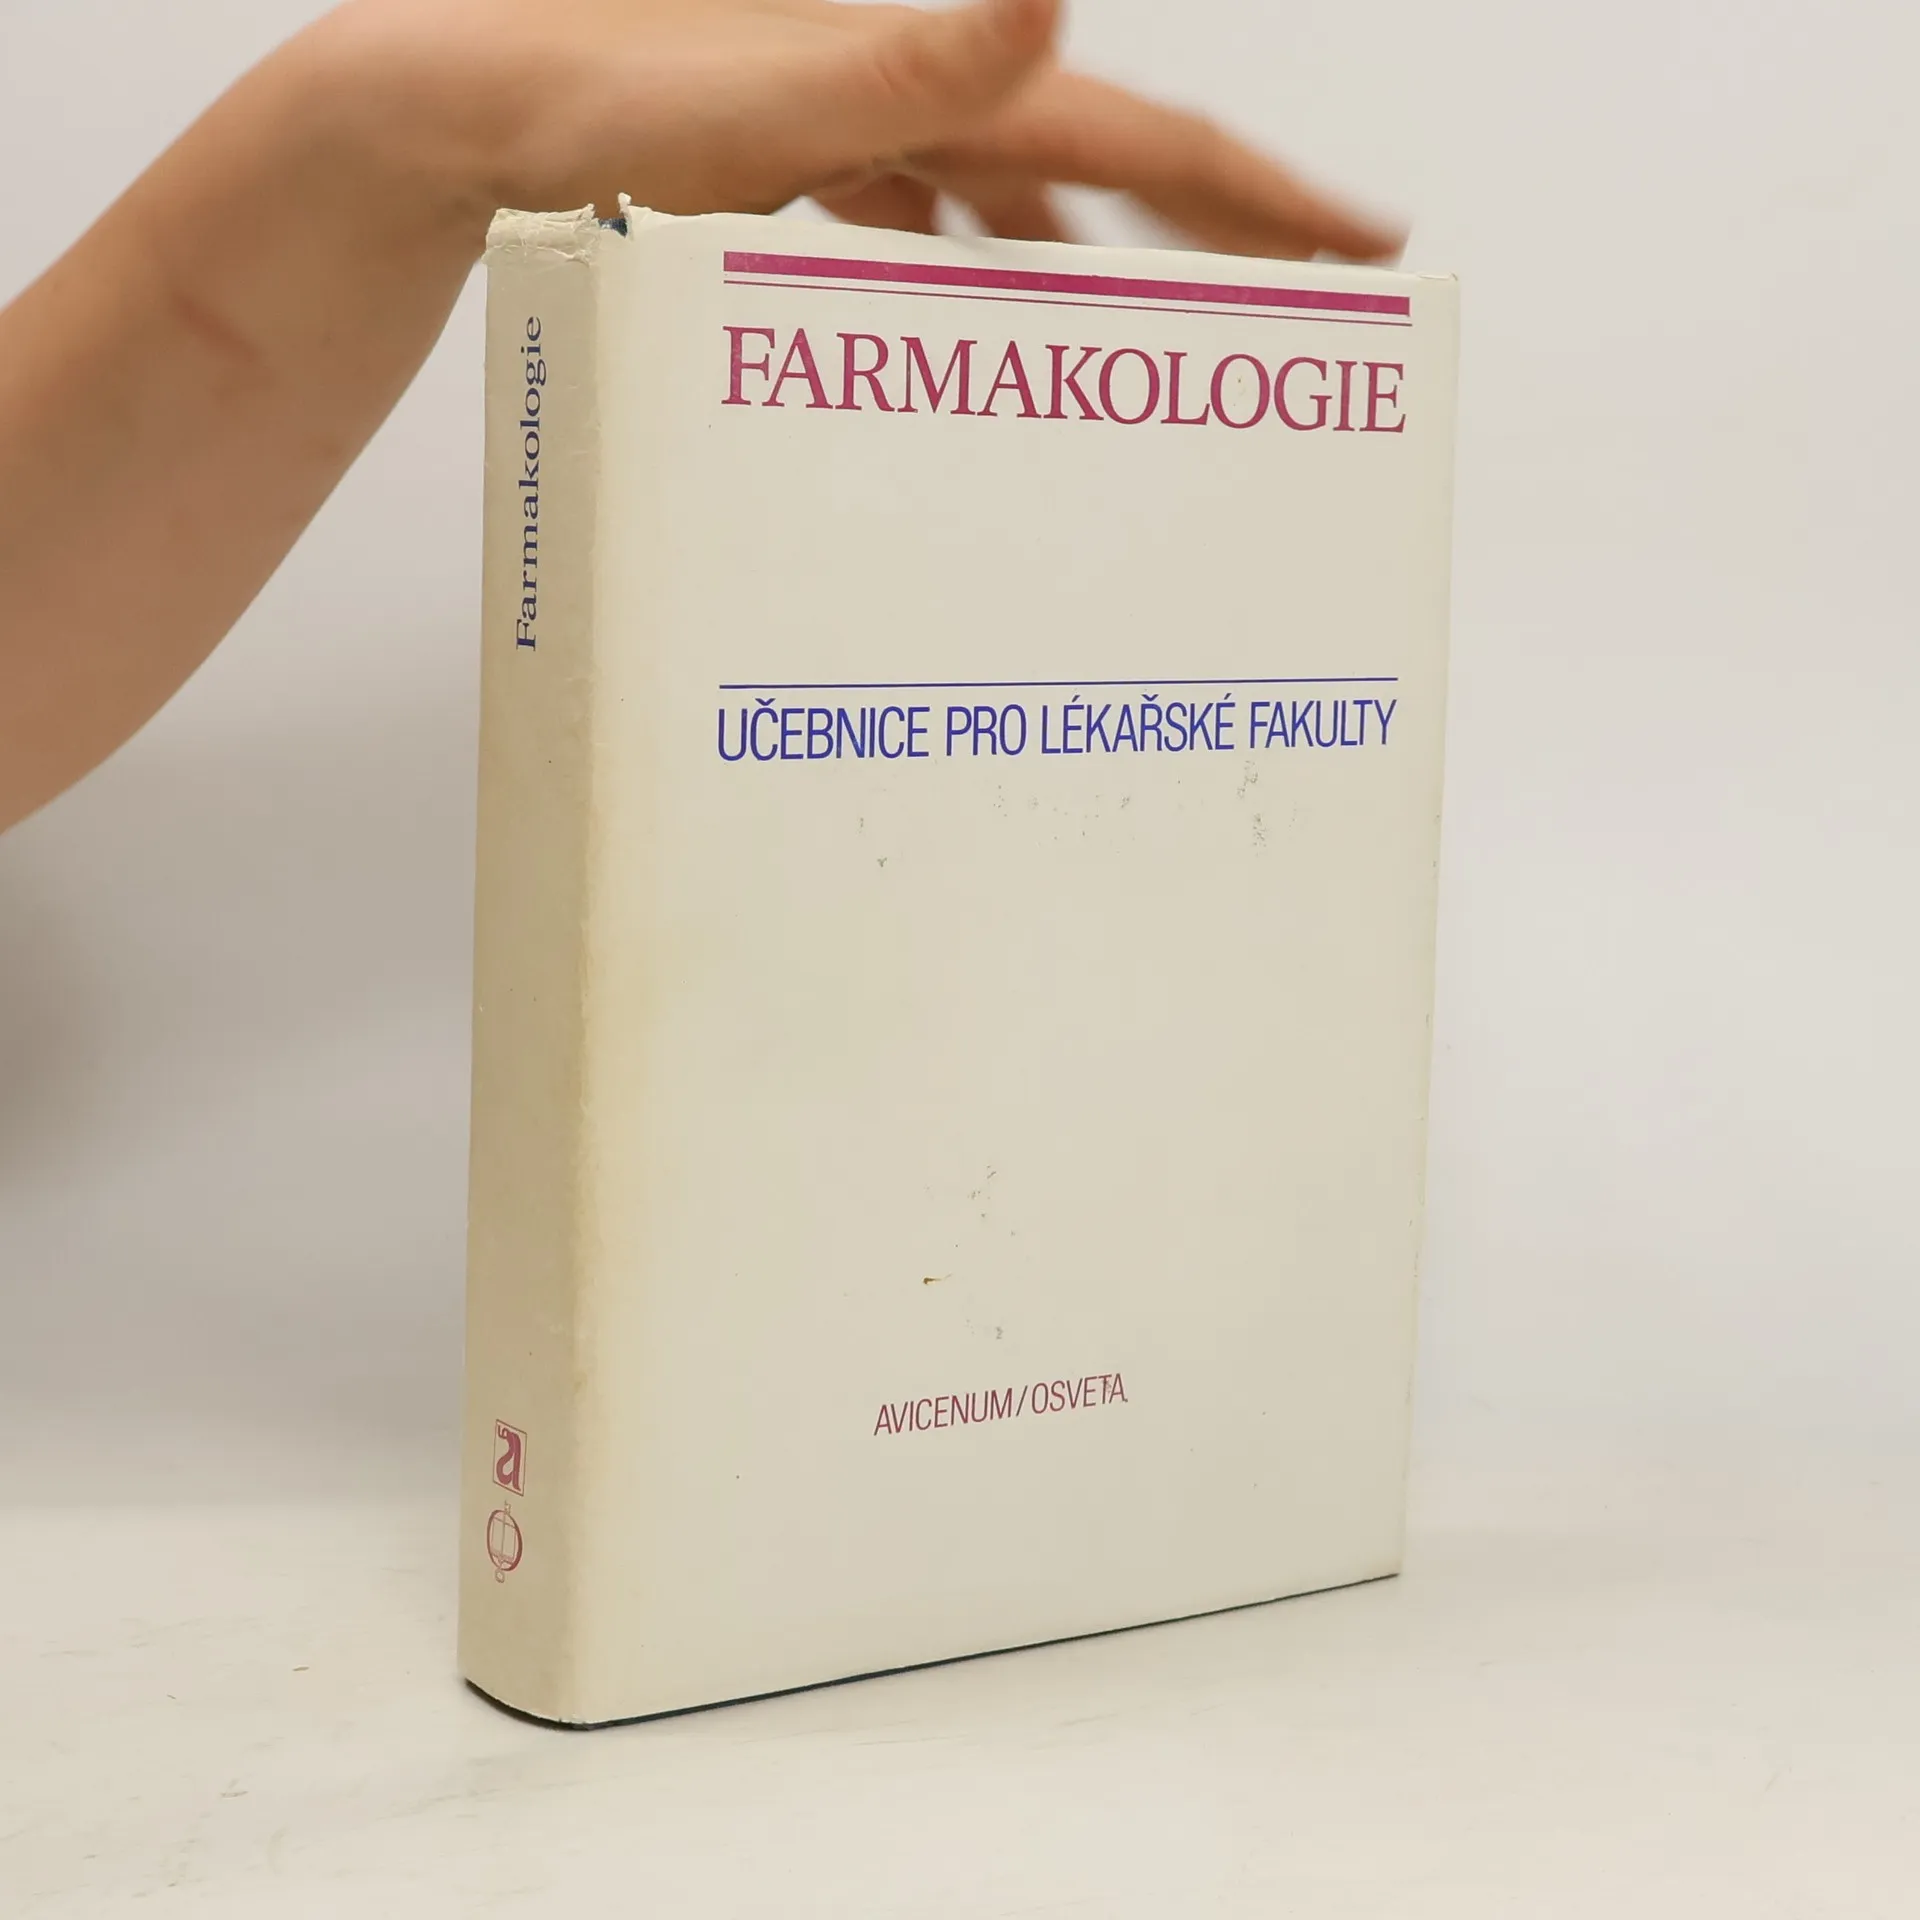 Farmakologie
a
FARMAKOLOGIE
UČEBNICE PRO LÉKAŘSKÉ FAKULTY
AVICENUM/OSVETA